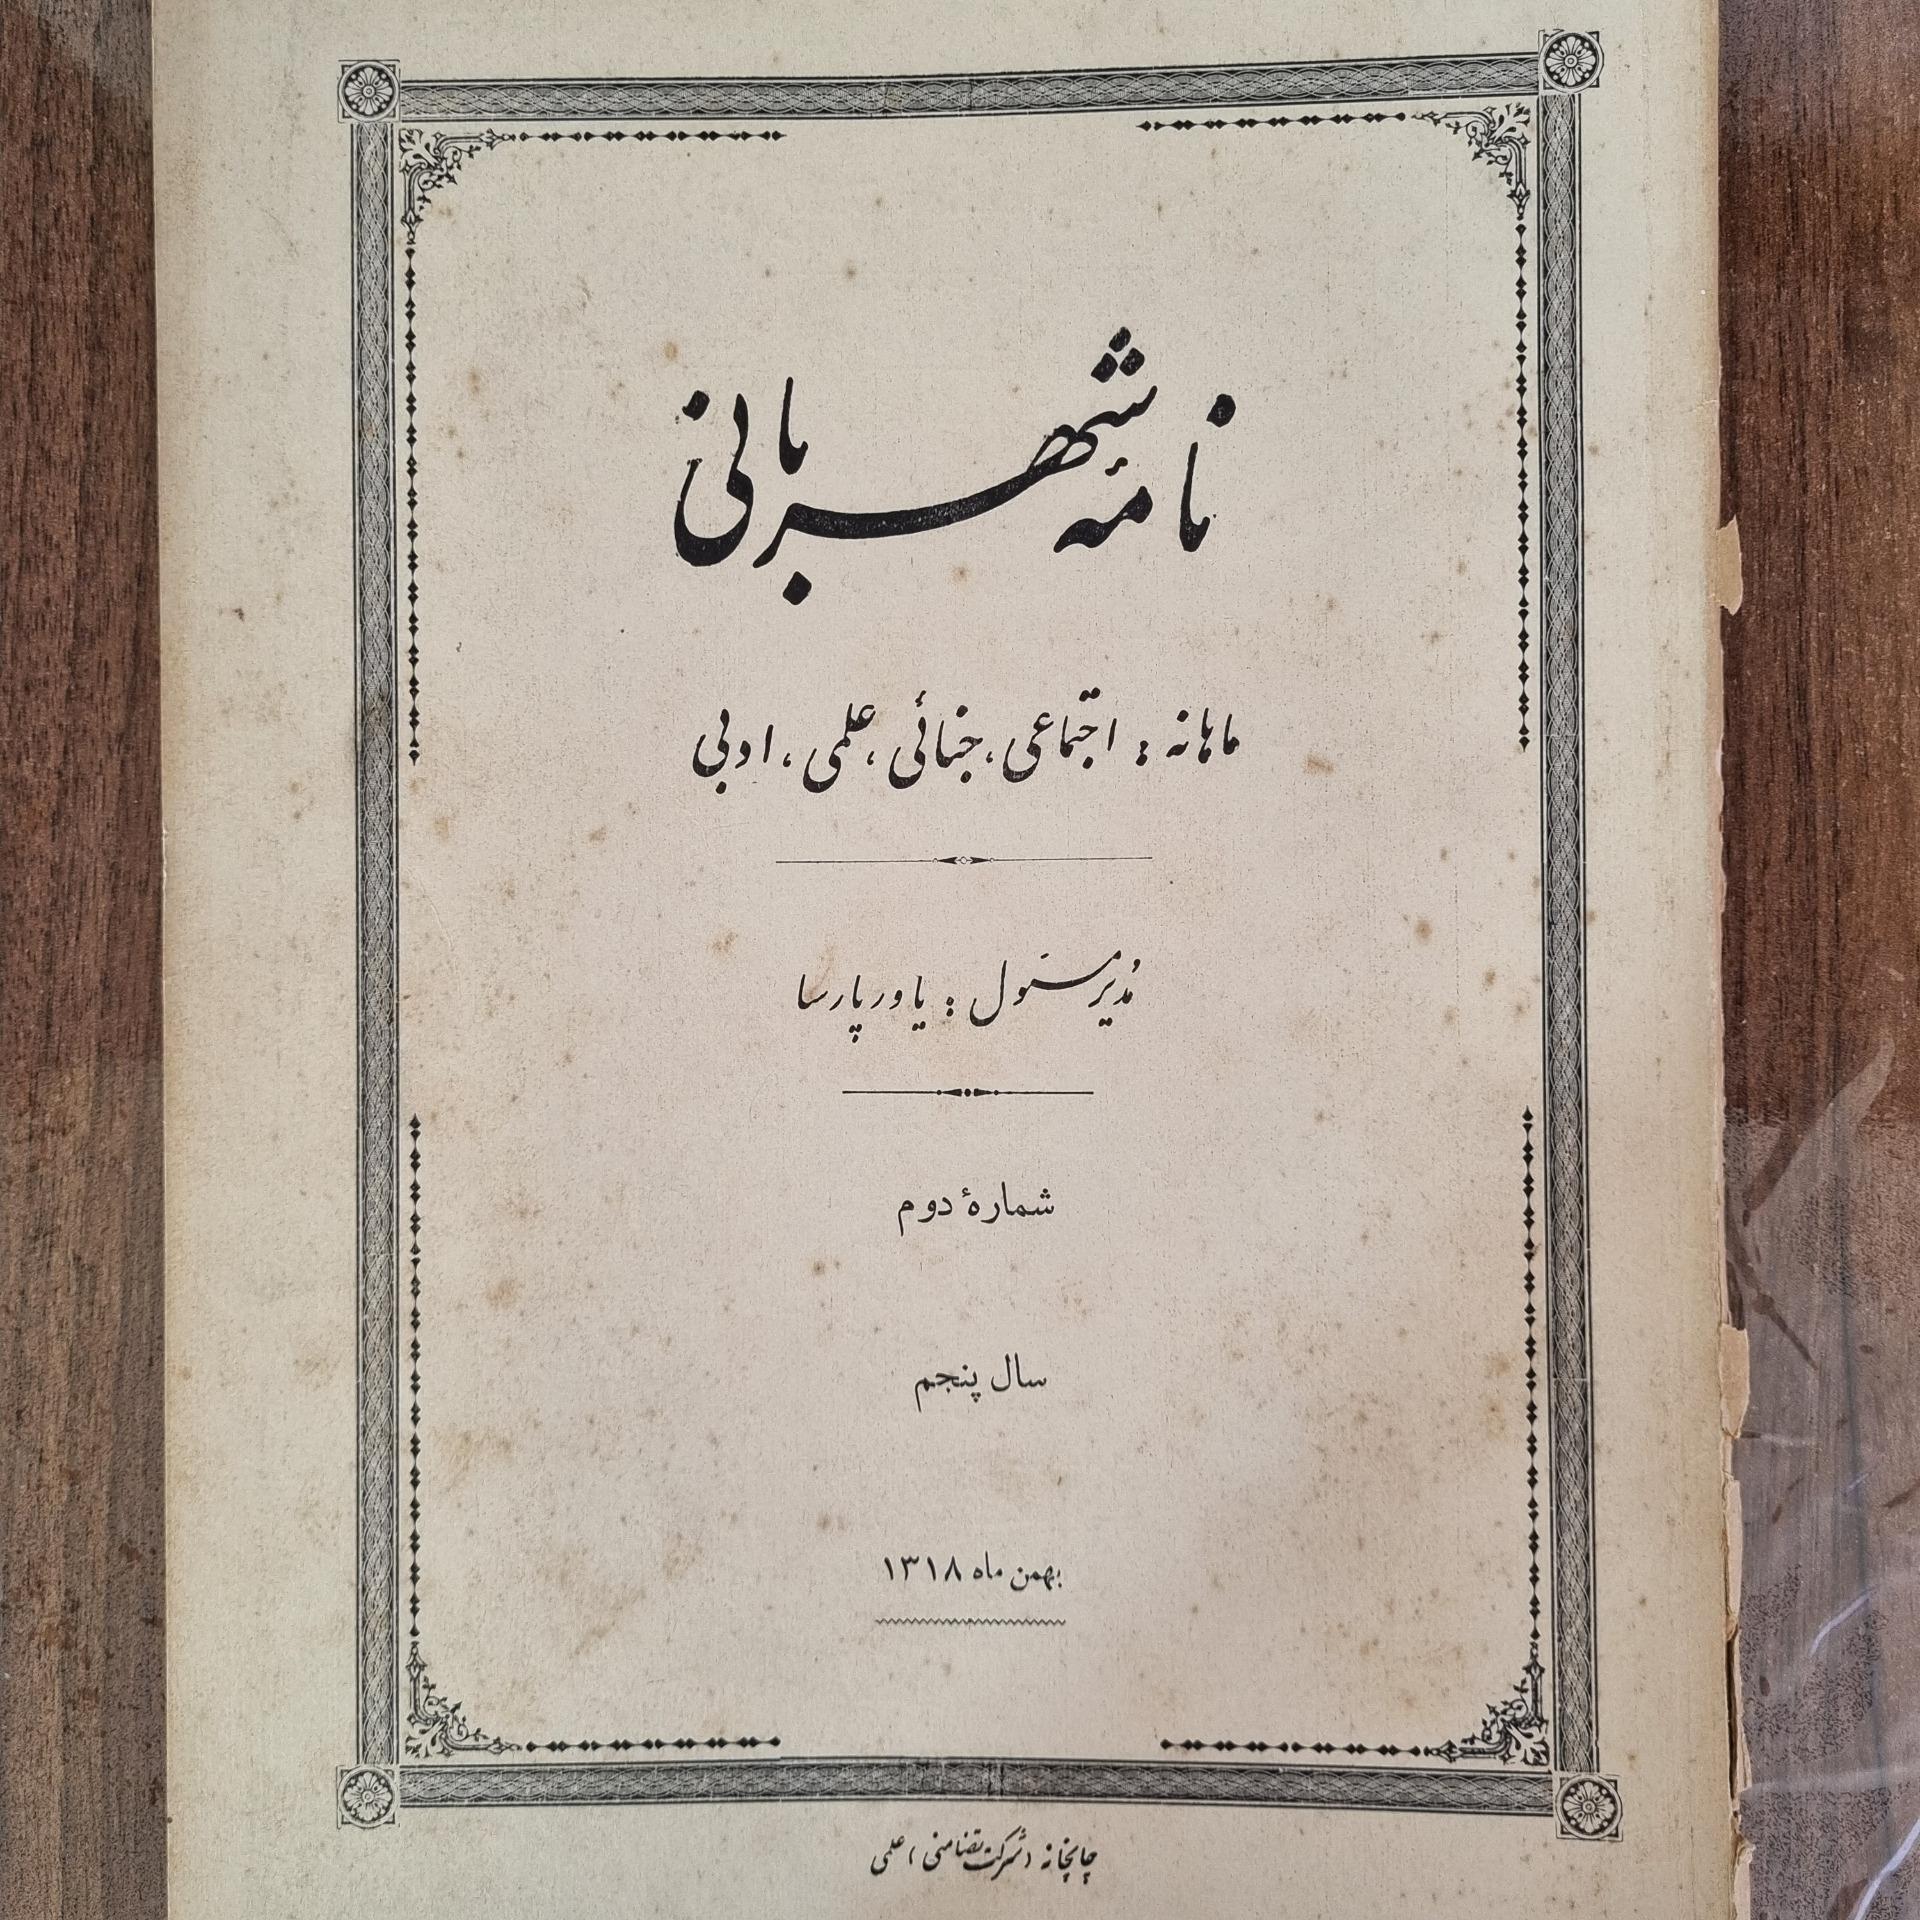 نامهٔ شهربانی
ماهانه : اجتماعی، جنائی، علمی، ادبی
مُدیر مسئول : یاور پارسا
شمارهٔ دوم
سال پنجم
بهمن ماه ۱۳۱۸
چاپخانه (شرکت تضامنی) علمی